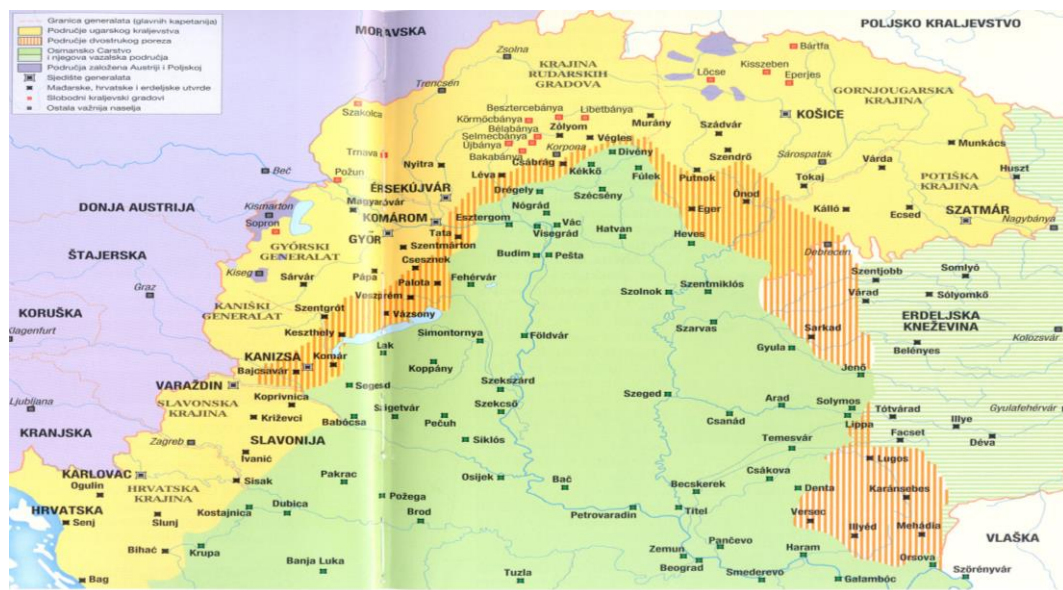 Granica generalata (glavnih kapetanija)
Područje ugarskog kraljevstva
Područje dvostrukog poreza
Osmansko Carstvo
i njegova vazalska područja
Područja založena Austriji i Poljskoj
Sjedište generalata
Mađarske, hrvatske i erdeljske utvrde
Slobodni kraljevski gradovi
Ostala važnija naselja
MORAVSKA
POLJSKO KRALJEVSTVO
Zsolna
Bártfa
KRAJINA
RUDARSKIH
GRADOVA
Lőcse
Kisszeben
Eperjes
Trencsén
GORNJOUGARSKA
KRAJINA
Szakolca
Besztercebánya
Libetbánya
Körmöcbánya
Bélabánya
Zólyom
Murány
KOŠICE
Selmecbánya
Végles
Szádvár
Újbánya
Korpona
Bakabánya
Csábrág
Divény
Szendrő
Sárospatak
Munkács
Trnava
Nyitra
Kékkő
Fülek
Várda
Huszt
Beč
Požun
Léva
Putnok
Tokaj
POTISKA
KRAJINA
DONJA AUSTRIJA
Kismarton
Magyaróvár
ÉRSEKÚJVÁR
Drégely
Szécsény
Ónod
Sopron
KOMÁROM
Esztergom
Nógrád
Eger
Kálló
Ecsed
SZATMÁR
Nagybánya
GYŐR
Tata
Visegrád
Vác
Hatvan
Heves
Debrecen
ŠTAJERSKA
GYÓRSKI
GENERALAT
Szentmárton
Csesznek
Budim
Pešta
Kiseg
Sárvár
Pápa
Palota
Fehérvár
Szentjobb
Somlyó
Graz
KANIŠKI
GENERALAT
Veszprém
Szolnok
Szentmiklós
Várad
Sólyomkő
Szentgrót
Vázsony
ERDELJSKA
KNEŽEVINA
KORUŠKA
Klagenfurt
Keszthely
Simontornya
Földvár
Szarvas
Sarkad
Kolozsvár
KANIZSA
Komár
Lak
Gyula
Belényes
Bajcsavár
Koppány
Jenő
VARAŽDIN
Segesd
Szekszárd
Szeged
Ljubljana
SLAVONSKA
KRAJINA
Koprivnica
Szigetvár
Szekcső
Arad
Solymos
Tótvárad
Illye
Gyulafehérvár
KRANJSKA
Križevci
Babócsa
Pečuh
Csanád
Lippa
Facset
Déva
Zagreb
SLAVONIJA
Siklós
Temesvár
Ivanić
Lugos
KARLOVAC
Ogulin
HRVATSKA
KRAJINA
Sisak
Pakrac
Osijek
Bač
Csákova
Becskerek
Denta
Karánsebes
HRVATSKA
Kostajnica
Dubica
Požega
Senj
Slunj
Brod
Petrovaradin
Titel
Versec
Illyéd
Mehádia
VLAŠKA
Bihać
Krupa
Pančevo
Zemun
Haram
Orsova
Bag
Banja Luka
Tuzla
Beograd
Smederevo
Galambóc
Szörényvár